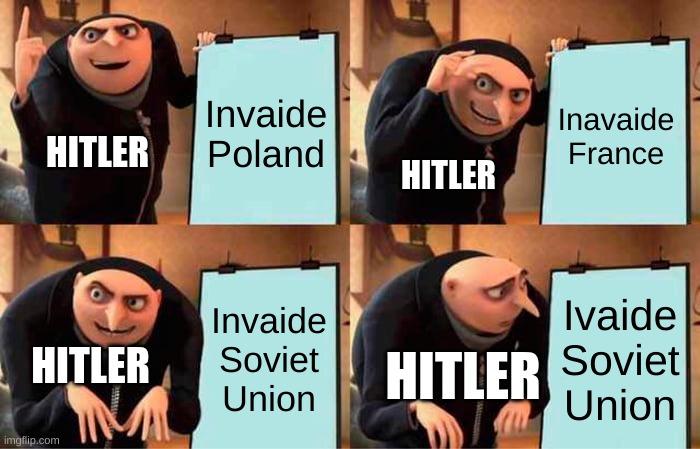 HITLER
Invaide
Poland
HITLER
Inavaide
France
HITLER
Invaide
Soviet
Union
HITLER
Ivaide
Soviet
Union
imgflip.com